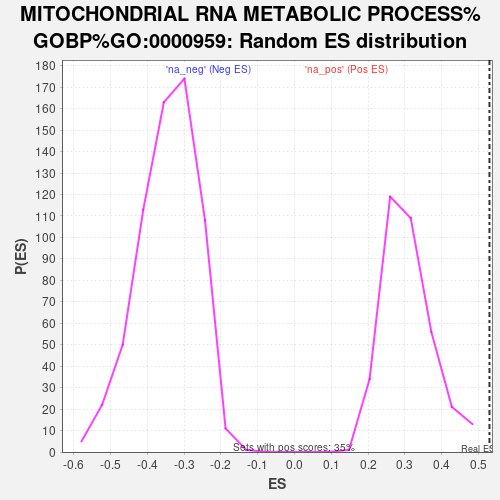 MITOCHONDRIAL RNA METABOLIC PROCESS%
GOBP%GO:0000959: Random ES distribution
'na_neg' (Neg ES) 'na_pos' (Pos ES)
180
170
160
150
140
130
120
110
100
90
80
70
60
50
40
30
20
10
0
P(ES)
Sets with pos scores: 35%
Real ES
-0.6 -0.5 -0.4 -0.3 -0.2 -0.1 0.0 0.1 0.2 0.3 0.4 0.5
ES